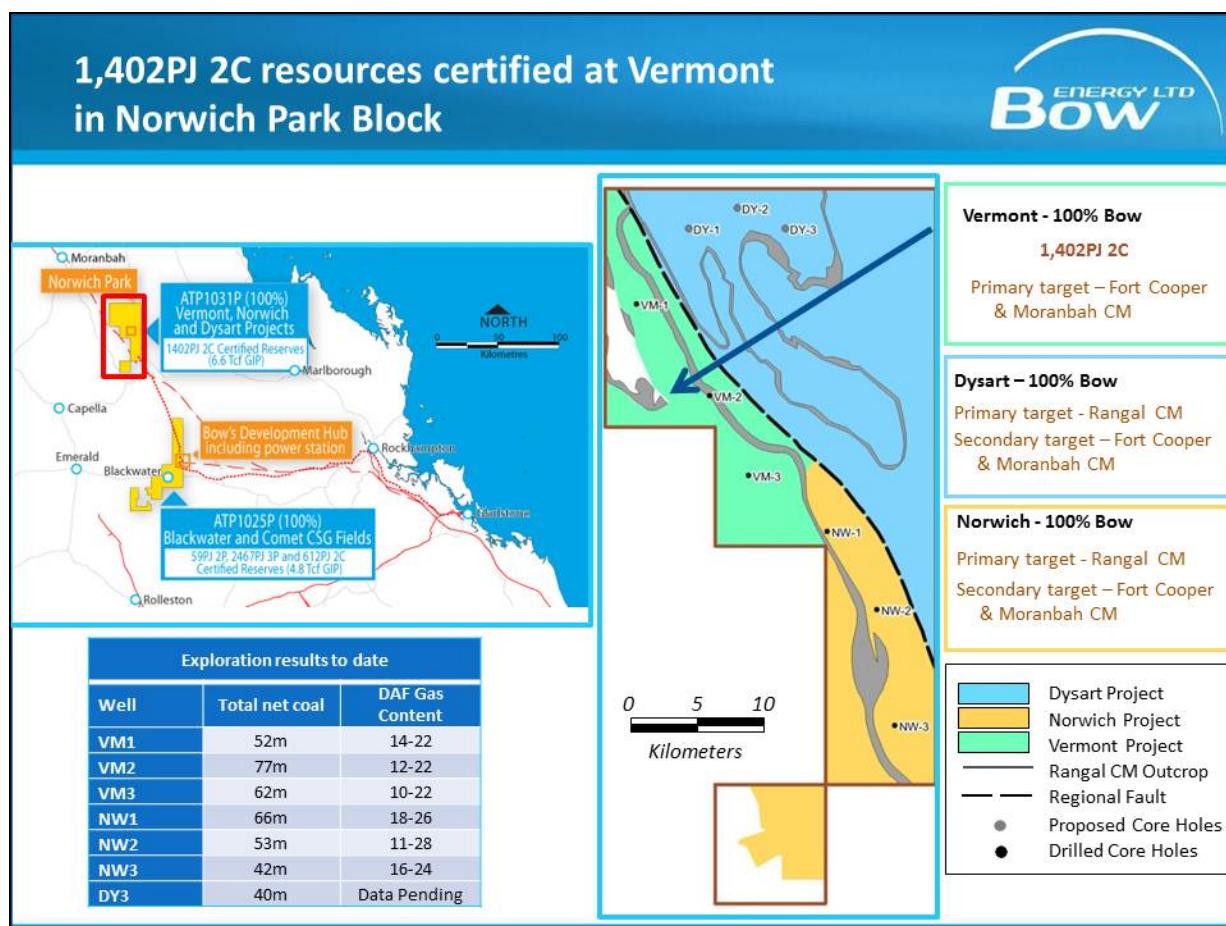 1,402PJ 2C resources certified at Vermont
in Norwich Park Block
BOW
ENERGY LTD
Moranbah
Norwich Park
ATP1031P (100%)
Vermont, Norwich
and Dysart Projects
1402PJ 2C Certified Reserves
(6.6 Tcf GIP)
NORTH
0 50 100
Kilometres
Marlborough
Capella
Bow's Development Hub
including power station
Rockhampton
Emerald
Blackwater
Gladstone
ATP1025P (100%)
Blackwater and Comet CSG Fields
59PJ 2P, 2467PJ 3P and 612PJ 2C
Certified Reserves (4.8 Tcf GIP)
Rolleston
Exploration results to date
Well Total net coal DAF Gas
Content
VM1 52m 14-22
VM2 77m 12-22
VM3 62m 10-22
NW1 66m 18-26
NW2 53m 11-28
NW3 42m 16-24
DY3 40m Data Pending
DY-2
DY-1
DY-3
VM-1
VM-2
VM-3
NW-1
NW-2
NW-3
0 5 10
Kilometers
Vermont - 100% Bow
1,402PJ 2C
Primary target – Fort Cooper
& Moranbah CM
Dysart – 100% Bow
Primary target - Rangal CM
Secondary target – Fort Cooper
& Moranbah CM
Norwich - 100% Bow
Primary target - Rangal CM
Secondary target – Fort Cooper
& Moranbah CM
Dysart Project
Norwich Project
Vermont Project
Rangal CM Outcrop
Regional Fault
Proposed Core Holes
Drilled Core Holes